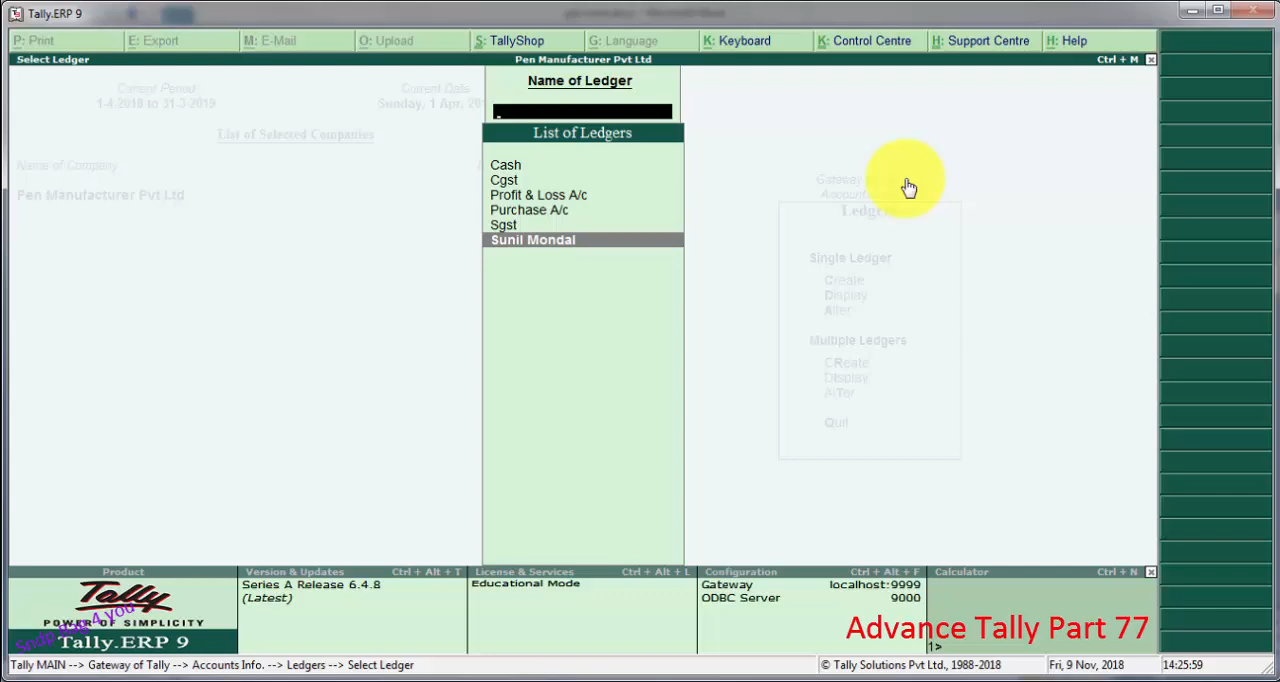 Tally.ERP 9
P: Print E: Export M: E-Mail O: Upload S: TallyShop G: Language K: Keyboard K: Control Centre H: Support Centre H: Help
Select Ledger Pen Manufacturer Pvt Ltd Ctrl + M
Current Period Current Date
1-4-2018 to 31-3-2019 Sunday, 1 Apr, 20
List of Selected Companies
Name of Company
Pen Manufacturer Pvt Ltd
Name of Ledger
List of Ledgers
Cash
Cgst
Profit & Loss A/c
Purchase A/c
Sgst
Sunil Mondal
Gateway
Account
Ledger
Single Ledger
Create
Display
Alter
Multiple Ledgers
CReate
DIsplay
AlTer
Quit
Product
Tally
POWER OF SIMPLICITY
Tally.ERP 9
Version & Updates Ctrl + Alt + T
Series A Release 6.4.8
(Latest)
License & Services Ctrl + Alt + L
Educational Mode
Configuration Ctrl + Alt + F
Gateway localhost:9999
ODBC Server 9000
Calculator Ctrl + N
1>
Advance Tally Part 77
Tally MAIN --> Gateway of Tally --> Accounts Info. --> Ledgers --> Select Ledger © Tally Solutions Pvt Ltd., 1988-2018 Fri, 9 Nov, 2018 14:25:59